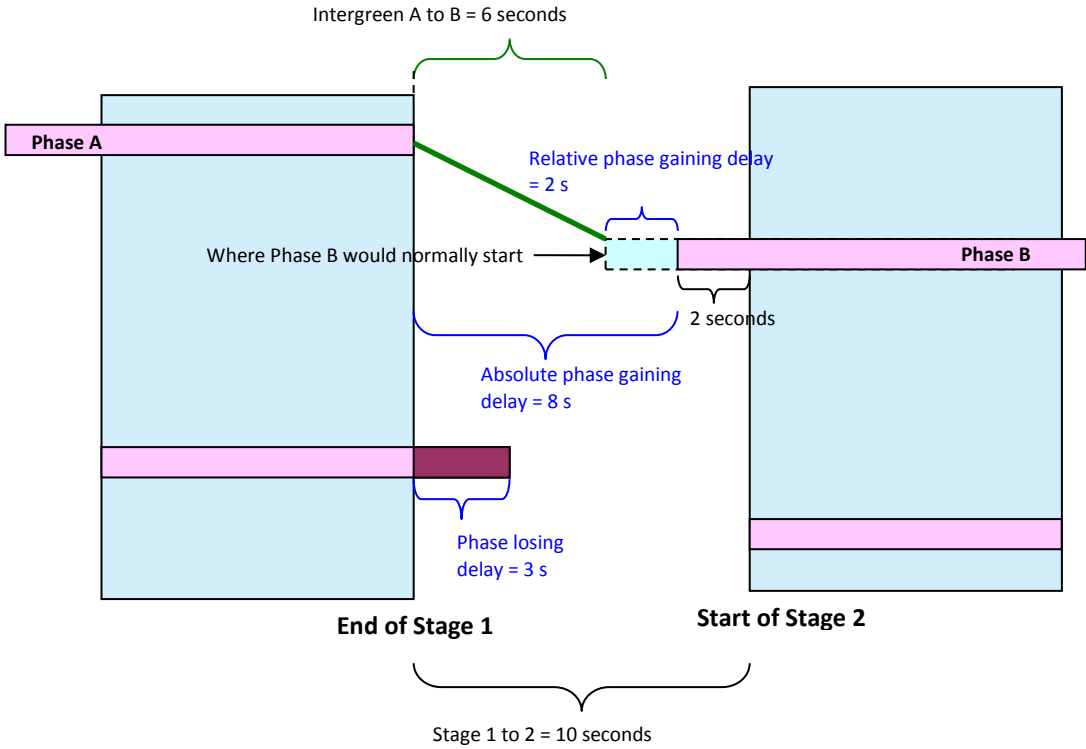 Intergreen A to B = 6 seconds
Phase A
Relative phase gaining delay
= 2 s
Where Phase B would normally start
Phase B
2 seconds
Absolute phase gaining
delay = 8 s
Phase losing
delay = 3 s
End of Stage 1
Start of Stage 2
Stage 1 to 2 = 10 seconds